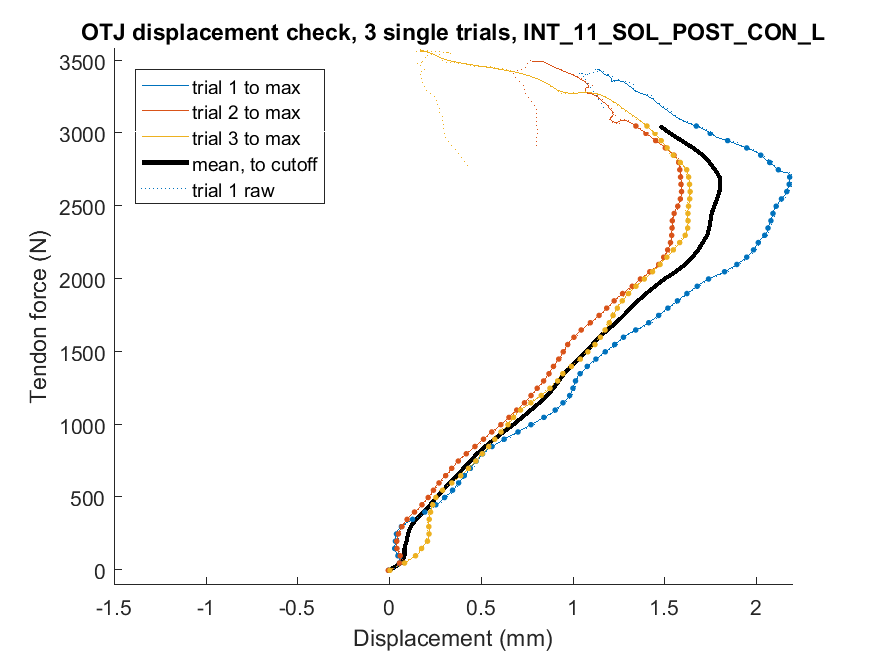 OTJ displacement check, 3 single trials, INT_11_SOL_POST_CON_L
3500
3000
2500
2000
1500
1000
500
0
Tendon force (N)
trial 1 to max
trial 2 to max
trial 3 to max
mean, to cutoff
trial 1 raw
-1.5 -1 -0.5 0 0.5 1 1.5 2
Displacement (mm)